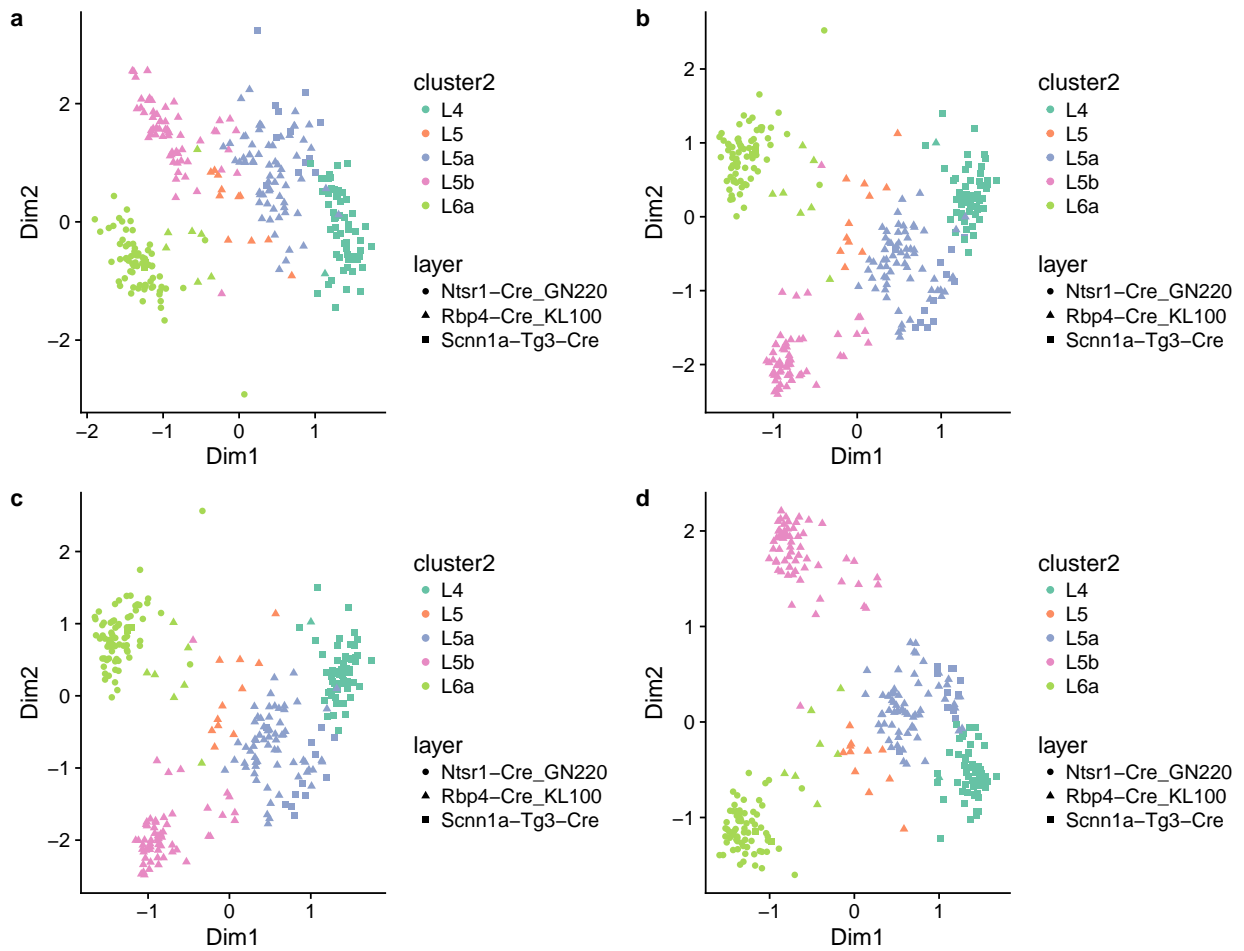 a
2
0
−2
Dim2
−2
−1
0
1
Dim1
cluster2
L4
L5
L5a
L5b
L6a
layer
Ntsr1−Cre_GN220
Rbp4−Cre_KL100
Scnn1a−Tg3−Cre
b
2
1
0
−1
−2
Dim2
−1
0
1
Dim1
cluster2
L4
L5
L5a
L5b
L6a
layer
Ntsr1−Cre_GN220
Rbp4−Cre_KL100
Scnn1a−Tg3−Cre
c
2
1
0
−1
−2
Dim2
−1
0
1
Dim1
cluster2
L4
L5
L5a
L5b
L6a
layer
Ntsr1−Cre_GN220
Rbp4−Cre_KL100
Scnn1a−Tg3−Cre
d
2
1
0
−1
Dim2
−1
0
1
Dim1
cluster2
L4
L5
L5a
L5b
L6a
layer
Ntsr1−Cre_GN220
Rbp4−Cre_KL100
Scnn1a−Tg3−Cre